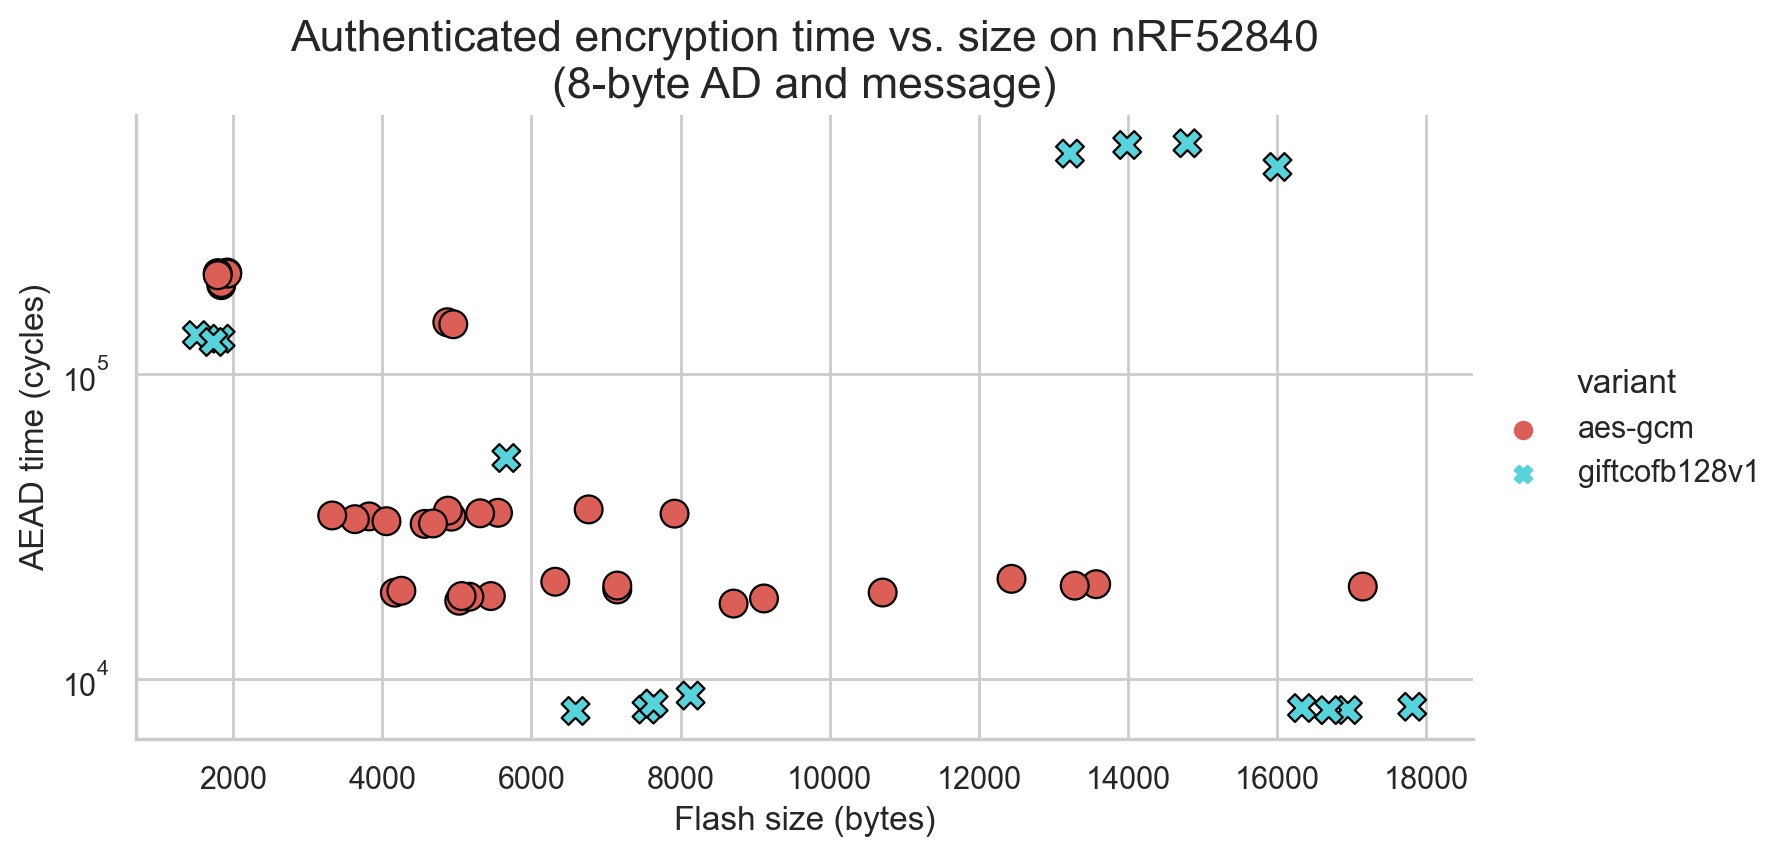 Authenticated encryption time vs. size on nRF52840
(8-byte AD and message)
AEAD time (cycles)
10^5
10^4
2000 4000 6000 8000 10000 12000 14000 16000 18000
Flash size (bytes)
variant
aes-gcm
giftcofb128v1